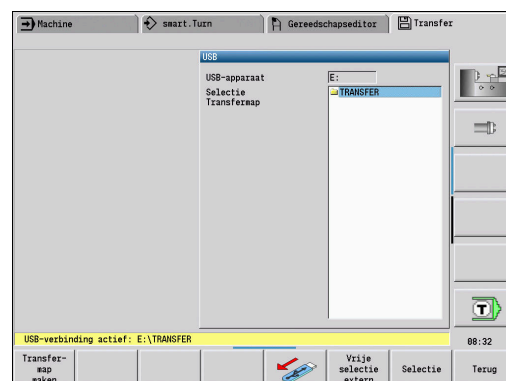 Machine
smart.Turn
Gereedschapseditor
Transfer
USB
USB-apparaat
E:
Selectie
Transfermap
TRANSFER
T
USB-verbinding actief: E:\TRANSFER
08:32
Transfer-
map
maken
Vrije
selectie
extern
Selectie
Terug